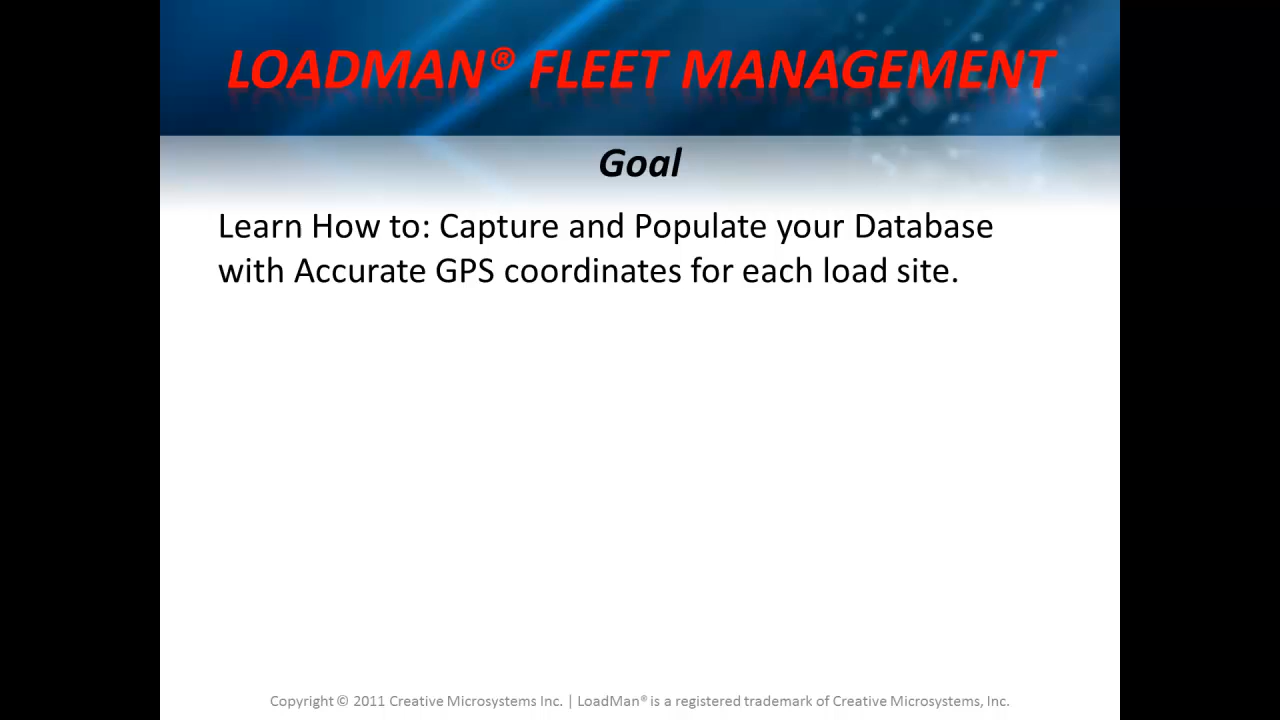 LOADMAN® FLEET MANAGEMENT
Goal
Learn How to: Capture and Populate your Database
with Accurate GPS coordinates for each load site.
Copyright © 2011 Creative Microsystems Inc. | LoadMan® is a registered trademark of Creative Microsystems, Inc.